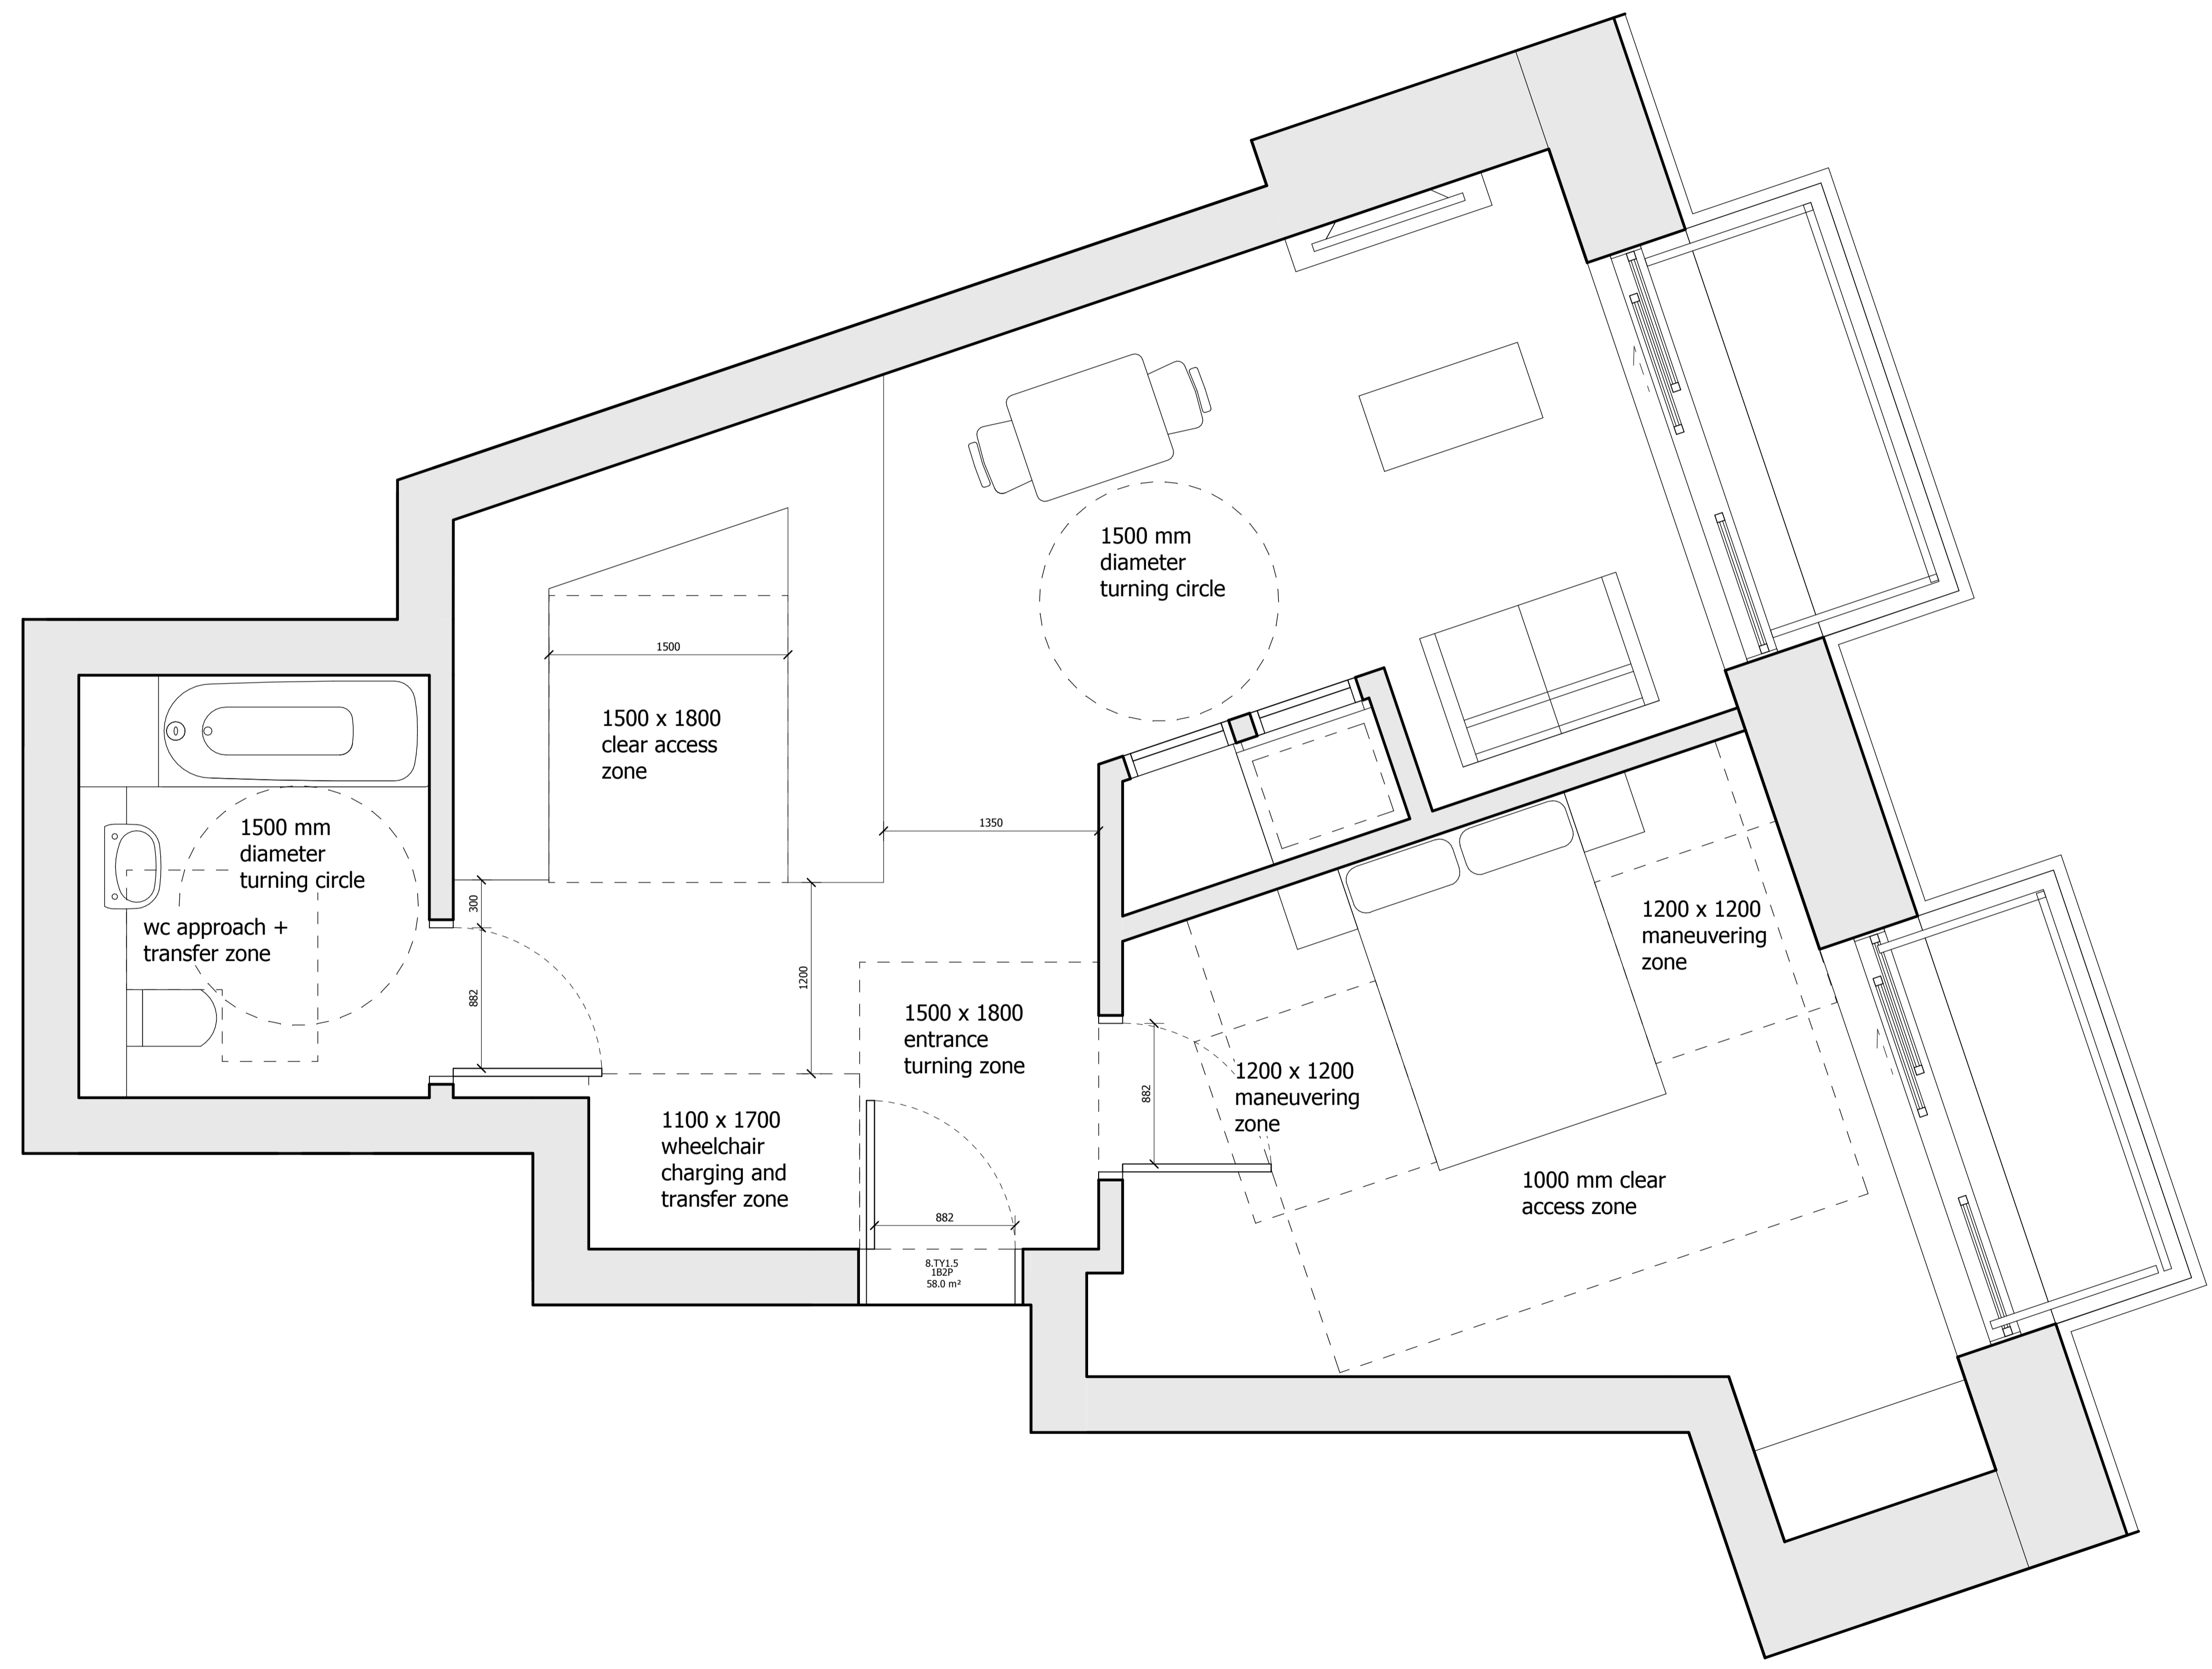 1500 mm
diameter
turning circle
1500
1500 x 1800
clear access
zone
1350
1500 mm
diameter
turning circle
wc approach +
transfer zone
300
882
1200
1200 x 1200
maneuvering
zone
1500 x 1800
entrance
turning zone
882
1200 x 1200
maneuvering
zone
1100 x 1700
wheelchair
charging and
transfer zone
1000 mm clear
access zone
882
8.TY1.5
1B2P
58.0 m²